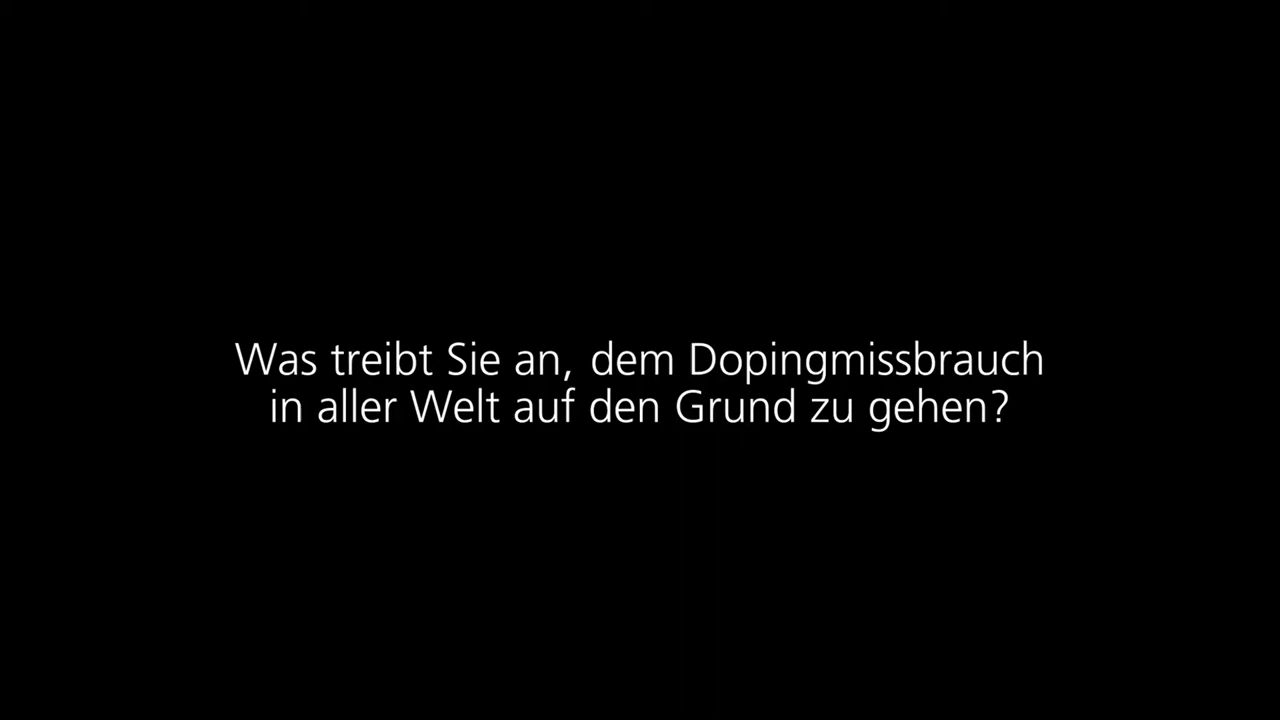 Was treibt Sie an, dem Dopingmissbrauch
in aller Welt auf den Grund zu gehen?